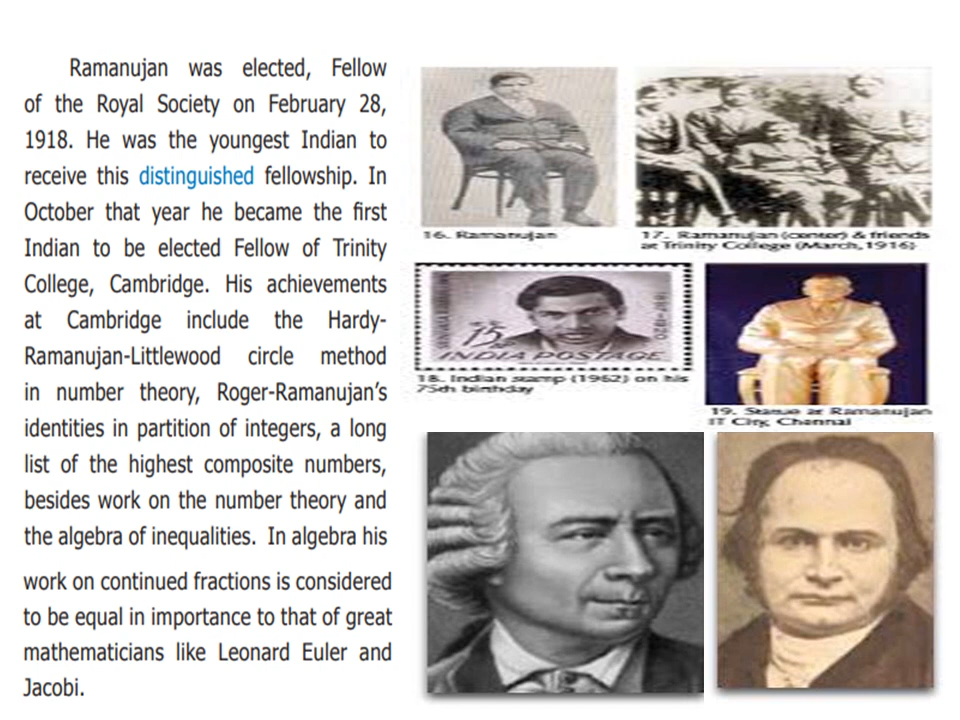 Ramanujan was elected, Fellow
of the Royal Society on February 28,
1918. He was the youngest Indian to
receive this distinguished fellowship. In
October that year he became the first
Indian to be elected Fellow of Trinity
College, Cambridge. His achievements
at Cambridge include the Hardy-
Ramanujan-Littlewood circle method
in number theory, Roger-Ramanujan's
identities in partition of integers, a long
list of the highest composite numbers,
besides work on the number theory and
the algebra of inequalities. In algebra his
work on continued fractions is considered
to be equal in importance to that of great
mathematicians like Leonard Euler and
Jacobi.
16. Ramanujan
17. Ramanujan (center) & friends
at Trinity College (March, 1916)
15
INDIA POSTAGE
18. Indian stamp (1962) on his
75th birthday
19. Statue at Ramanujan
IT City, Chennai